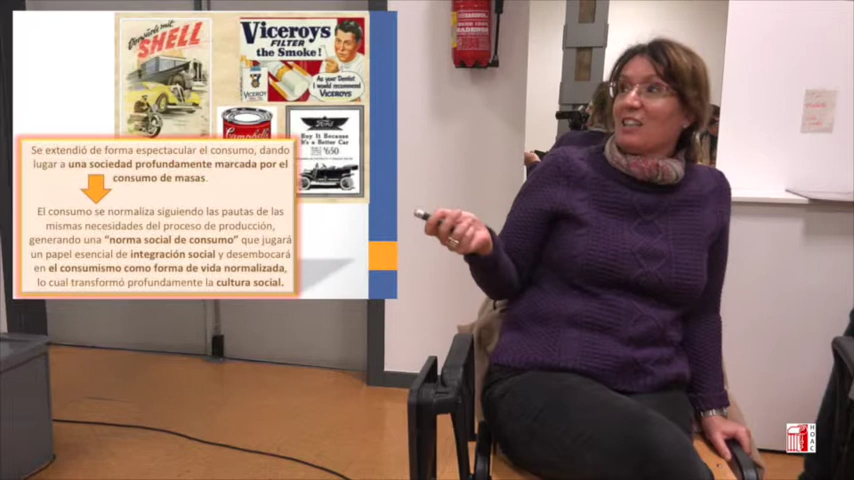 Vorwärts mit
SHELL
Viceroys
FILTER
the Smoke!
As your Dentist
I would recommend
VICEROYS
Campbell's
Ford
Buy It Because
It's a Better Car
$650
Se extendió de forma espectacular el consumo, dando
lugar a una sociedad profundamente marcada por el
consumo de masas.
El consumo se normaliza siguiendo las pautas de las
mismas necesidades del proceso de producción,
generando una "norma social de consumo" que jugará
un papel esencial de integración social y desembocará
en el consumismo como forma de vida normalizada,
lo cual transformó profundamente la cultura social.
HOAC